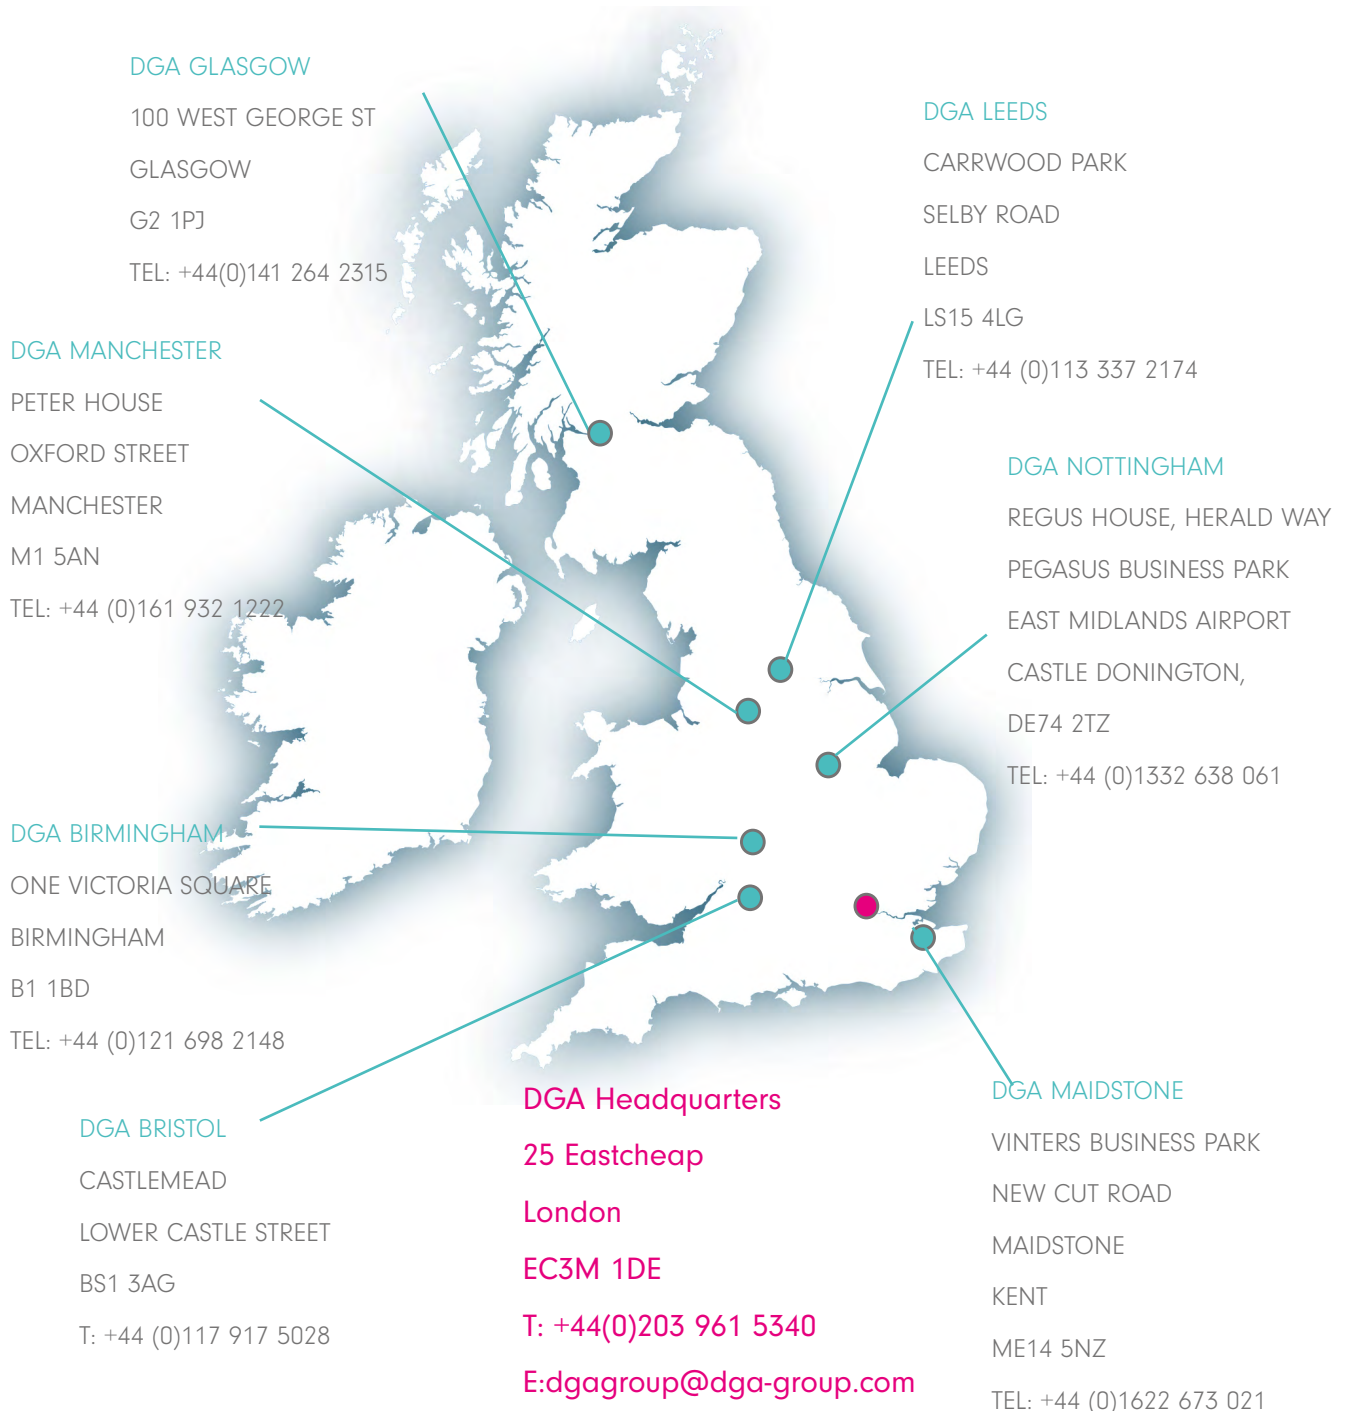 DGA GLASGOW
100 WEST GEORGE ST
GLASGOW
G2 1PJ
TEL: +44(0)141 264 2315
DGA LEEDS
CARRWOOD PARK
SELBY ROAD
LEEDS
LS15 4LG
TEL: +44 (0)113 337 2174
DGA MANCHESTER
PETER HOUSE
OXFORD STREET
MANCHESTER
M1 5AN
TEL: +44 (0)161 932 1222
DGA NOTTINGHAM
REGUS HOUSE, HERALD WAY
PEGASUS BUSINESS PARK
EAST MIDLANDS AIRPORT
CASTLE DONINGTON,
DE74 2TZ
TEL: +44 (0)1332 638 061
DGA BIRMINGHAM
ONE VICTORIA SQUARE
BIRMINGHAM
B1 1BD
TEL: +44 (0)121 698 2148
DGA BRISTOL
CASTLEMEAD
LOWER CASTLE STREET
BS1 3AG
T: +44 (0)117 917 5028
DGA Headquarters
25 Eastcheap
London
EC3M 1DE
T: +44(0)203 961 5340
E:dgagroup@dga-group.com
DGA MAIDSTONE
VINTERS BUSINESS PARK
NEW CUT ROAD
MAIDSTONE
KENT
ME14 5NZ
TEL: +44 (0)1622 673 021